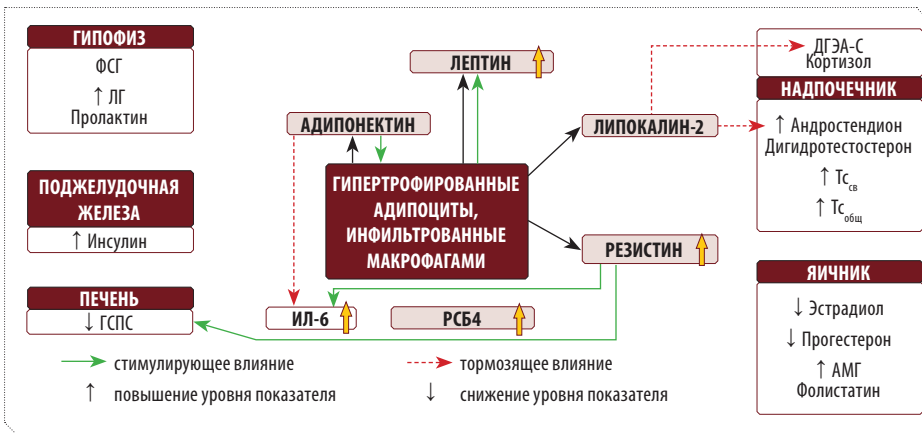 ГИПОФИЗ
ФСГ
↑ ЛГ
Пролактин
ПОДЖЕЛУДОЧНАЯ
ЖЕЛЕЗА
↑ Инсулин
ПЕЧЕНЬ
↓ ГСПС
ЛЕПТИН
АДИПОНЕКТИН
ЛИПОКАЛИН-2
ГИПЕРТРОФИРОВАННЫЕ
АДИПОЦИТЫ,
ИНФИЛЬТРОВАННЫЕ
МАКРОФАГАМИ
РЕЗИСТИН
ИЛ-6
РСБ4
ДГЭА-С
Кортизол
НАДПОЧЕЧНИК
↑ Андростендион
Дигидротестостерон
↑ Тс св
↑ Тс общ
ЯИЧНИК
↓ Эстрадиол
↓ Прогестерон
↑ АМГ
Фолистатин
стимулирующее влияние
тормозящее влияние
↑ повышение уровня показателя
↓ снижение уровня показателя